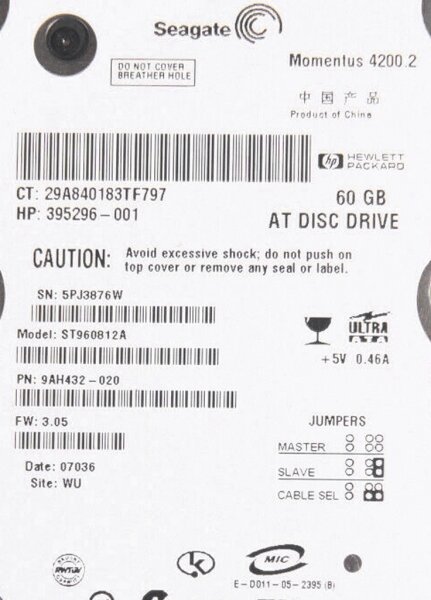 Seagate
DO NOT COVER
BREATHER HOLE
Momentus 4200.2
中国产品
Product of China
hp HEWLETT
PACKARD
CT: 29A840183TF797
HP: 395296-001
60 GB
AT DISC DRIVE
CAUTION: Avoid excessive shock; do not push on
top cover or remove any seal or label.
SN: 5PJ3876W
Model: ST960812A
ULTRA
ATA
+5V 0.46A
PN: 9AH432-020
FW: 3.05
JUMPERS
MASTER
SLAVE
CABLE SEL
Date: 07036
Site: WU
MIC
E-D011-05-2395 (B)